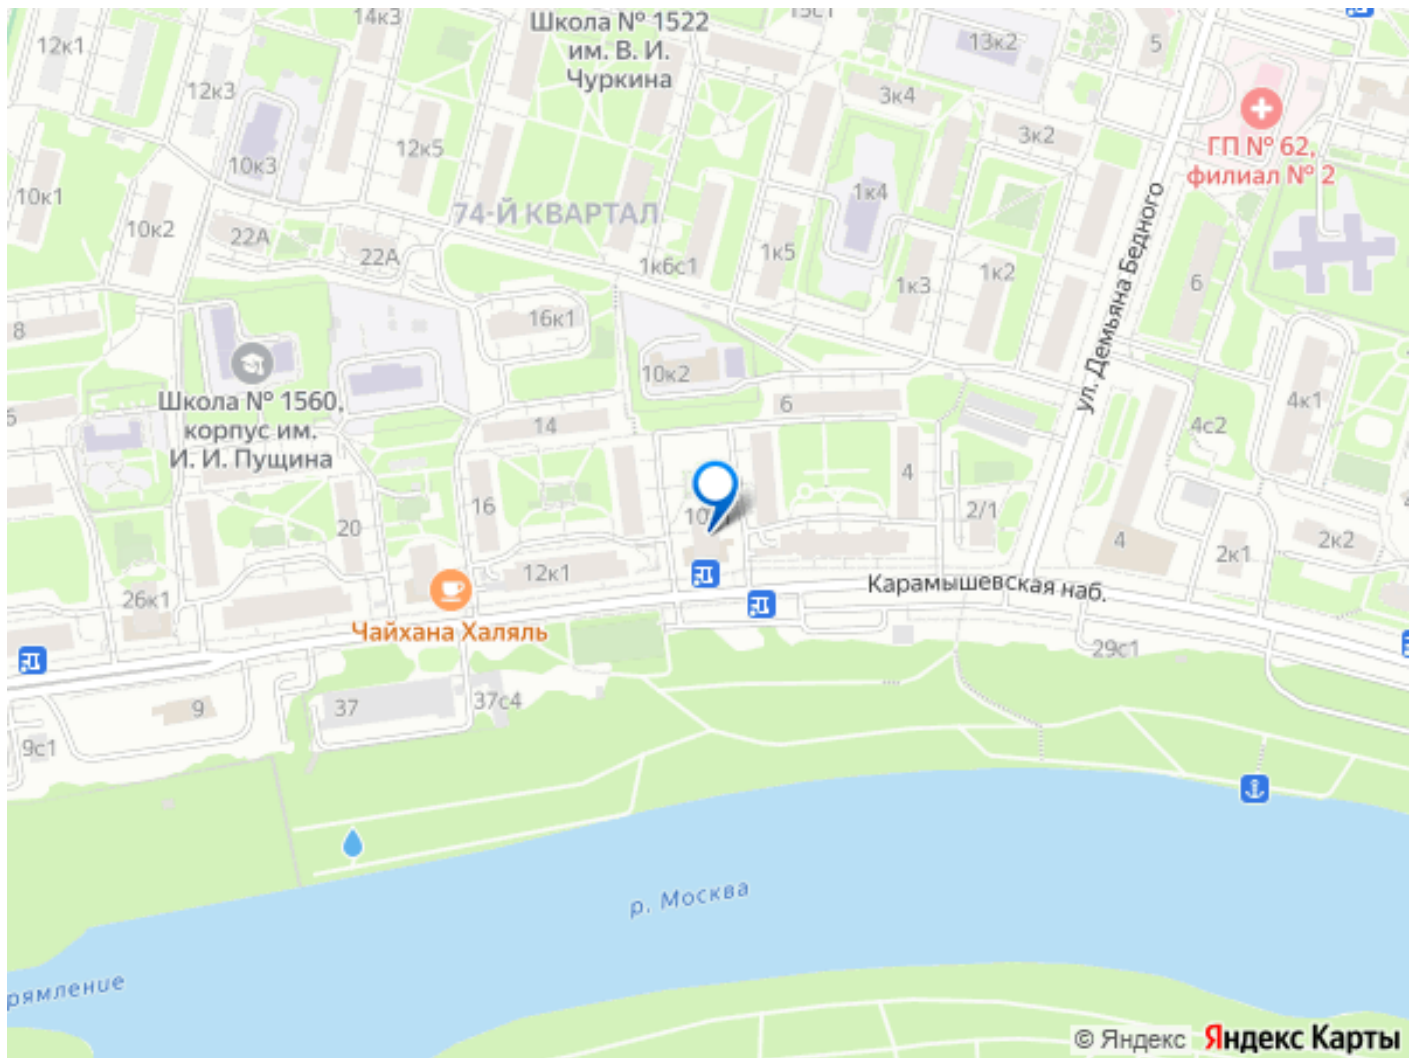 14к3
Школа № 1522
им. В. И.
Чуркина
15с1
13к2
5
12к1
12к3
3к4
3к2
ГП № 62,
филиал № 2
12к5
10к3
10к1
10к2
22А
22А
74-Й КВАРТАЛ
1к4
1к5
1к6с1
1к3
1к2
6
ул. Демьяна Бедного
8
16к1
10к2
Школа № 1560,
корпус им.
И. И. Пущина
14
6
4к1
4с2
16
20
4
2/1
4
2к1
2к2
12к1
26к1
Карамышевская наб.
Чайхана Халяль
29с1
9
37
37с4
9с1
р. Москва
рямление
© Яндекс Яндекс Карты